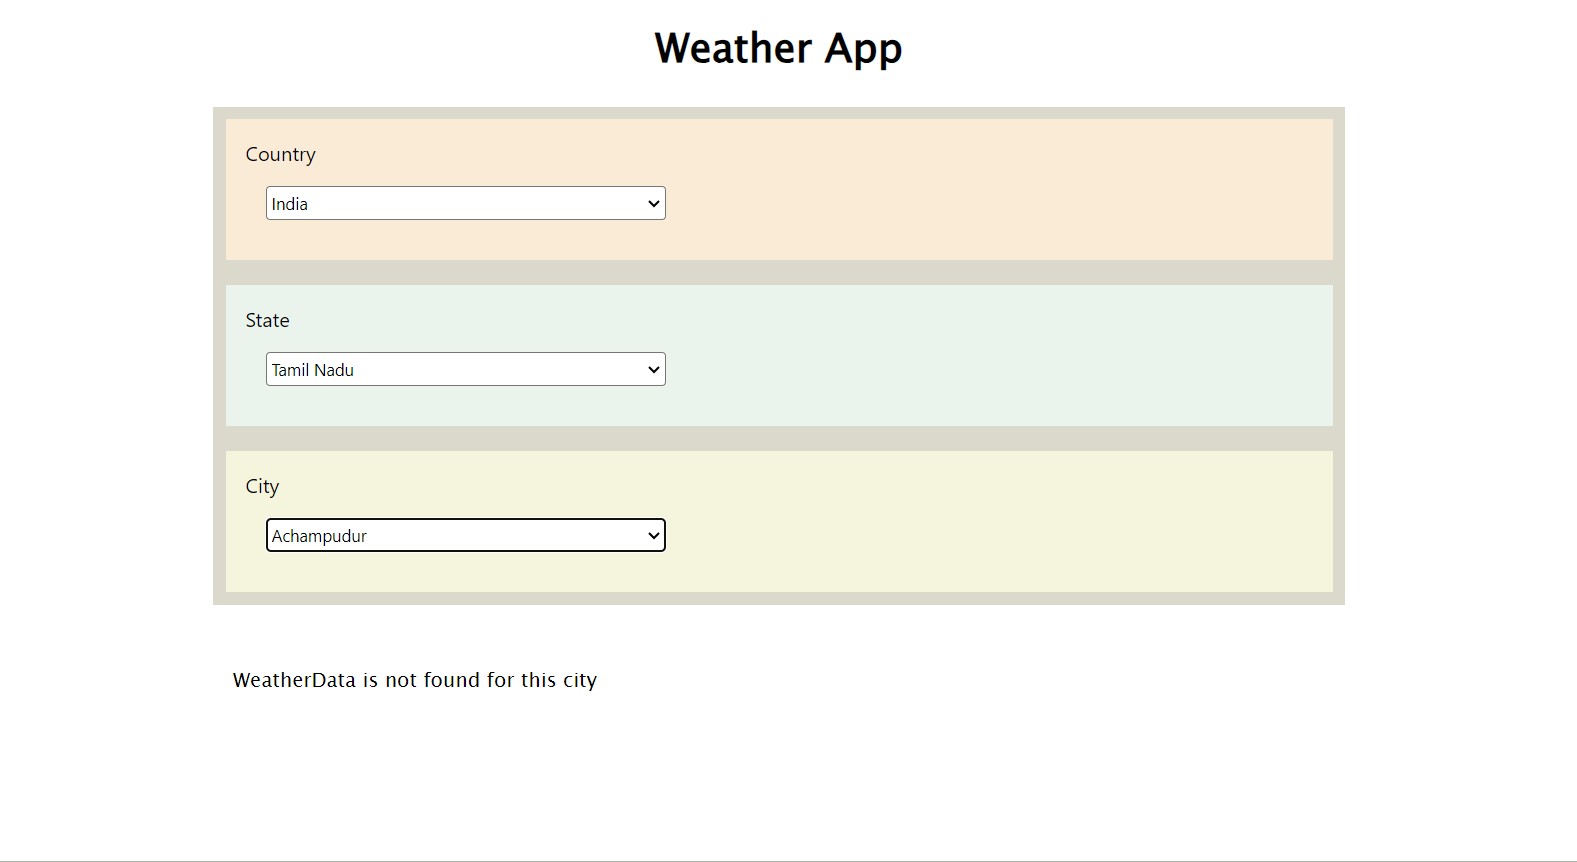 Weather App
Country
India
State
Tamil Nadu
City
Achampudur
WeatherData is not found for this city